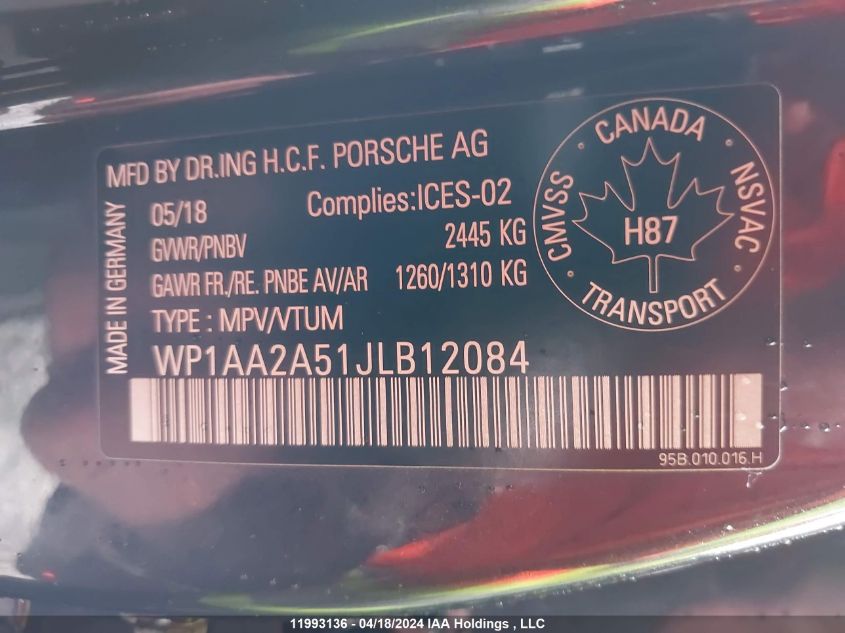 MFD BY DR.ING H.C.F. PORSCHE AG
MADE IN GERMANY
05/18 Complies:ICES-02
GVWR/PNBV 2445 KG
GAWR FR./RE. PNBE AV/AR 1260/1310 KG
TYPE : MPV/VTUM
WP1AA2A51JLB12084
95B.010.016.H
CANADA
CMVSS
NSVAC
H87
TRANSPORT
11993136 - 04/18/2024 IAA Holdings , LLC